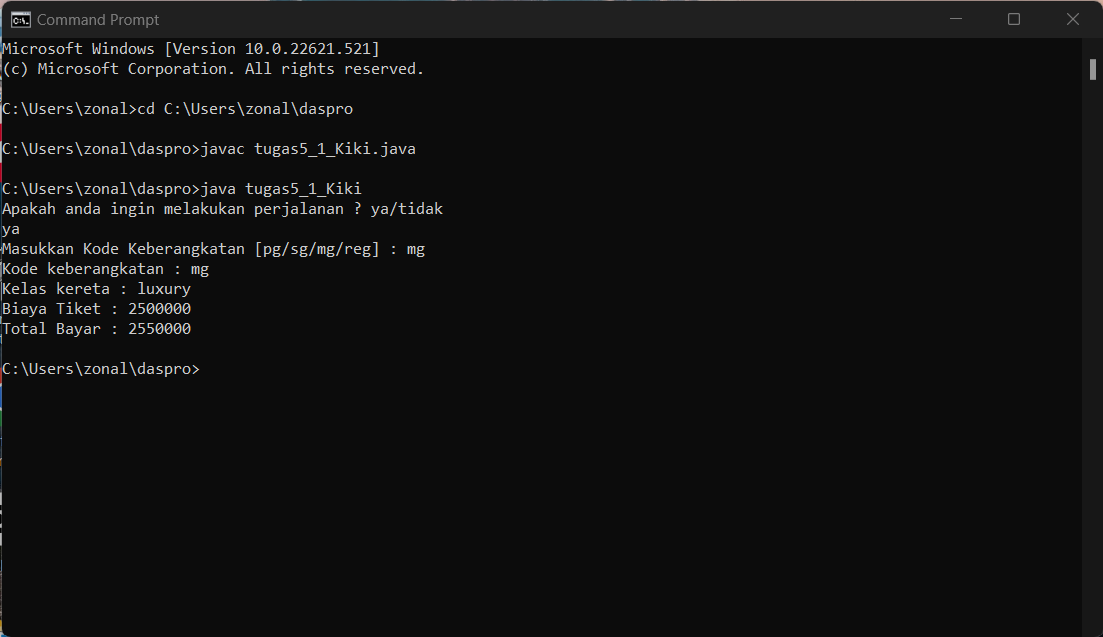 Command Prompt
Microsoft Windows [Version 10.0.22621.521]
(c) Microsoft Corporation. All rights reserved.
C:\Users\zonal>cd C:\Users\zonal\daspro
C:\Users\zonal\daspro>javac tugas5_1_Kiki.java
C:\Users\zonal\daspro>java tugas5_1_Kiki
Apakah anda ingin melakukan perjalanan ? ya/tidak
ya
Masukkan Kode Keberangkatan [pg/sg/mg/reg] : mg
Kode keberangkatan : mg
Kelas kereta : luxury
Biaya Tiket : 2500000
Total Bayar : 2550000
C:\Users\zonal\daspro>